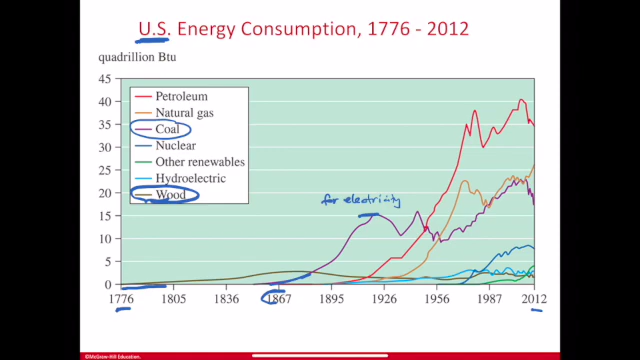 U.S. Energy Consumption, 1776 - 2012
quadrillion Btu
45
40
35
30
25
20
15
10
5
0
Petroleum
Natural gas
Coal
Nuclear
Other renewables
Hydroelectric
Wood
for electricity
1776 1805 1836 1867 1895 1926 1956 1987 2012
©McGraw-Hill Education.